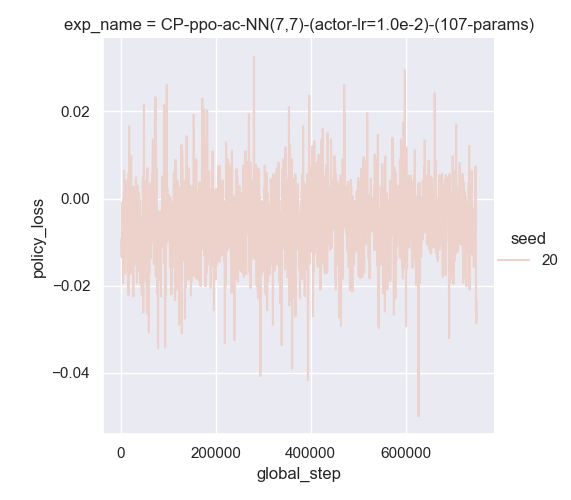 exp_name = CP-ppo-ac-NN(7,7)-(actor-lr=1.0e-2)-(107-params)
0.02
0.00
−0.02
−0.04
policy_loss
0 200000 400000 600000
global_step
seed
20